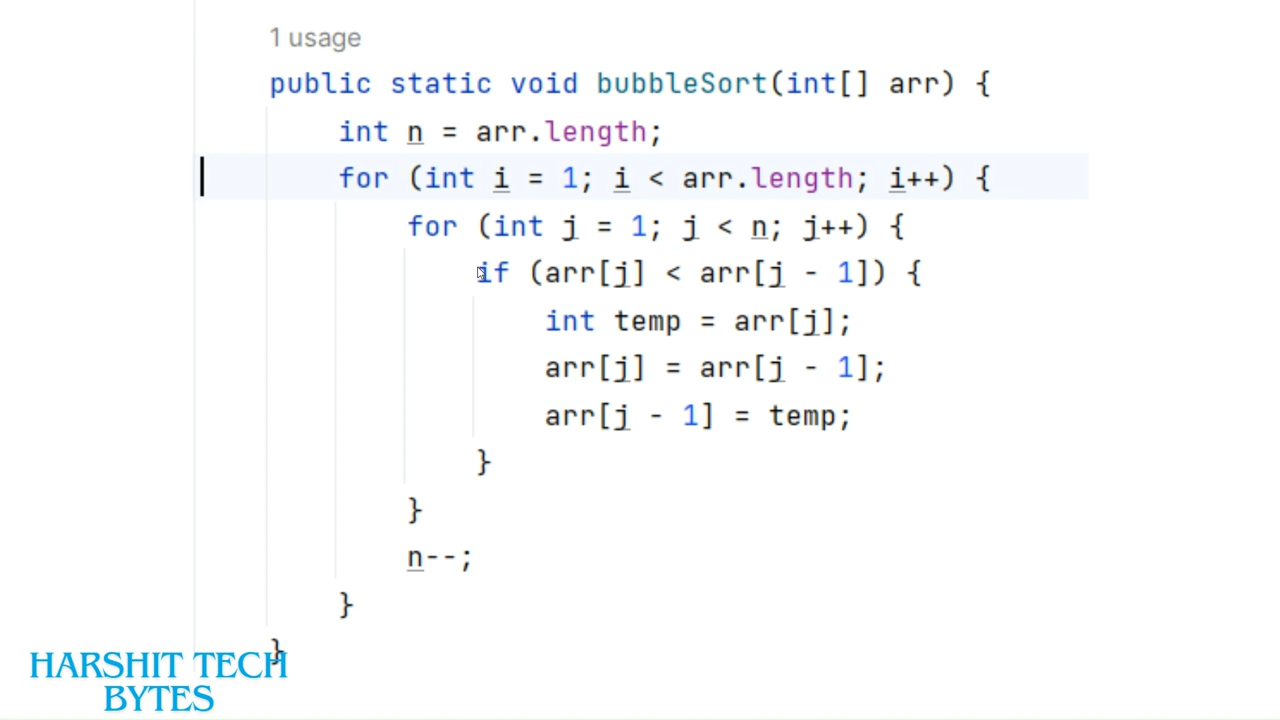 1 usage
public static void bubbleSort(int[] arr) {
int n = arr.length;
for (int i = 1; i < arr.length; i++) {
for (int j = 1; j < n; j++) {
if (arr[j] < arr[j - 1]) {
int temp = arr[j];
arr[j] = arr[j - 1];
arr[j - 1] = temp;
}
}
n--;
}
}
HARSHIT TECH
BYTES